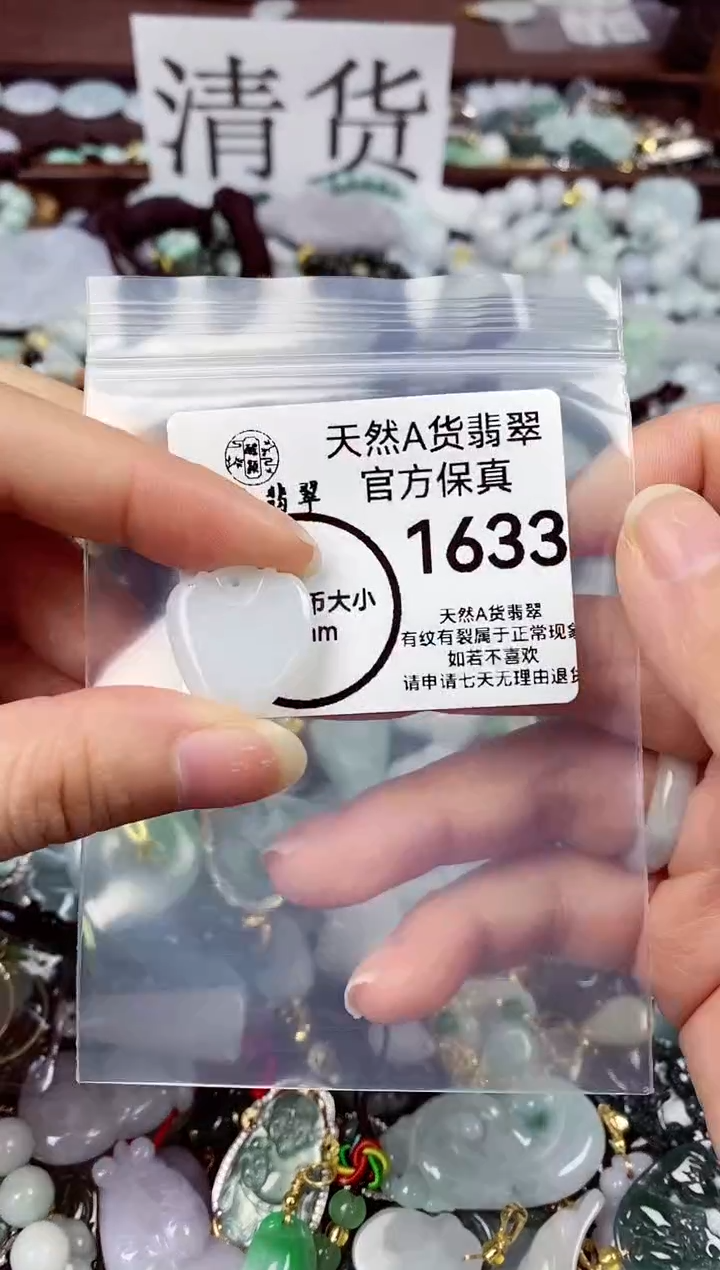 清货
天然A货翡翠
官方保真
翡翠
1633
币大小
mm
天然A货翡翠
有纹有裂属于正常现象
如若不喜欢
请申请七天无理由退货